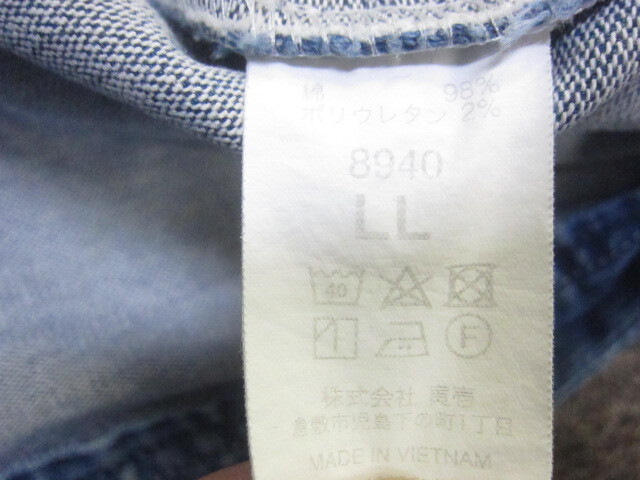 綿 98%
ポリウレタン 2%
8940
LL
40
F
株式会社
倉敷市児島下の町1丁目
MADE IN VIETNAM